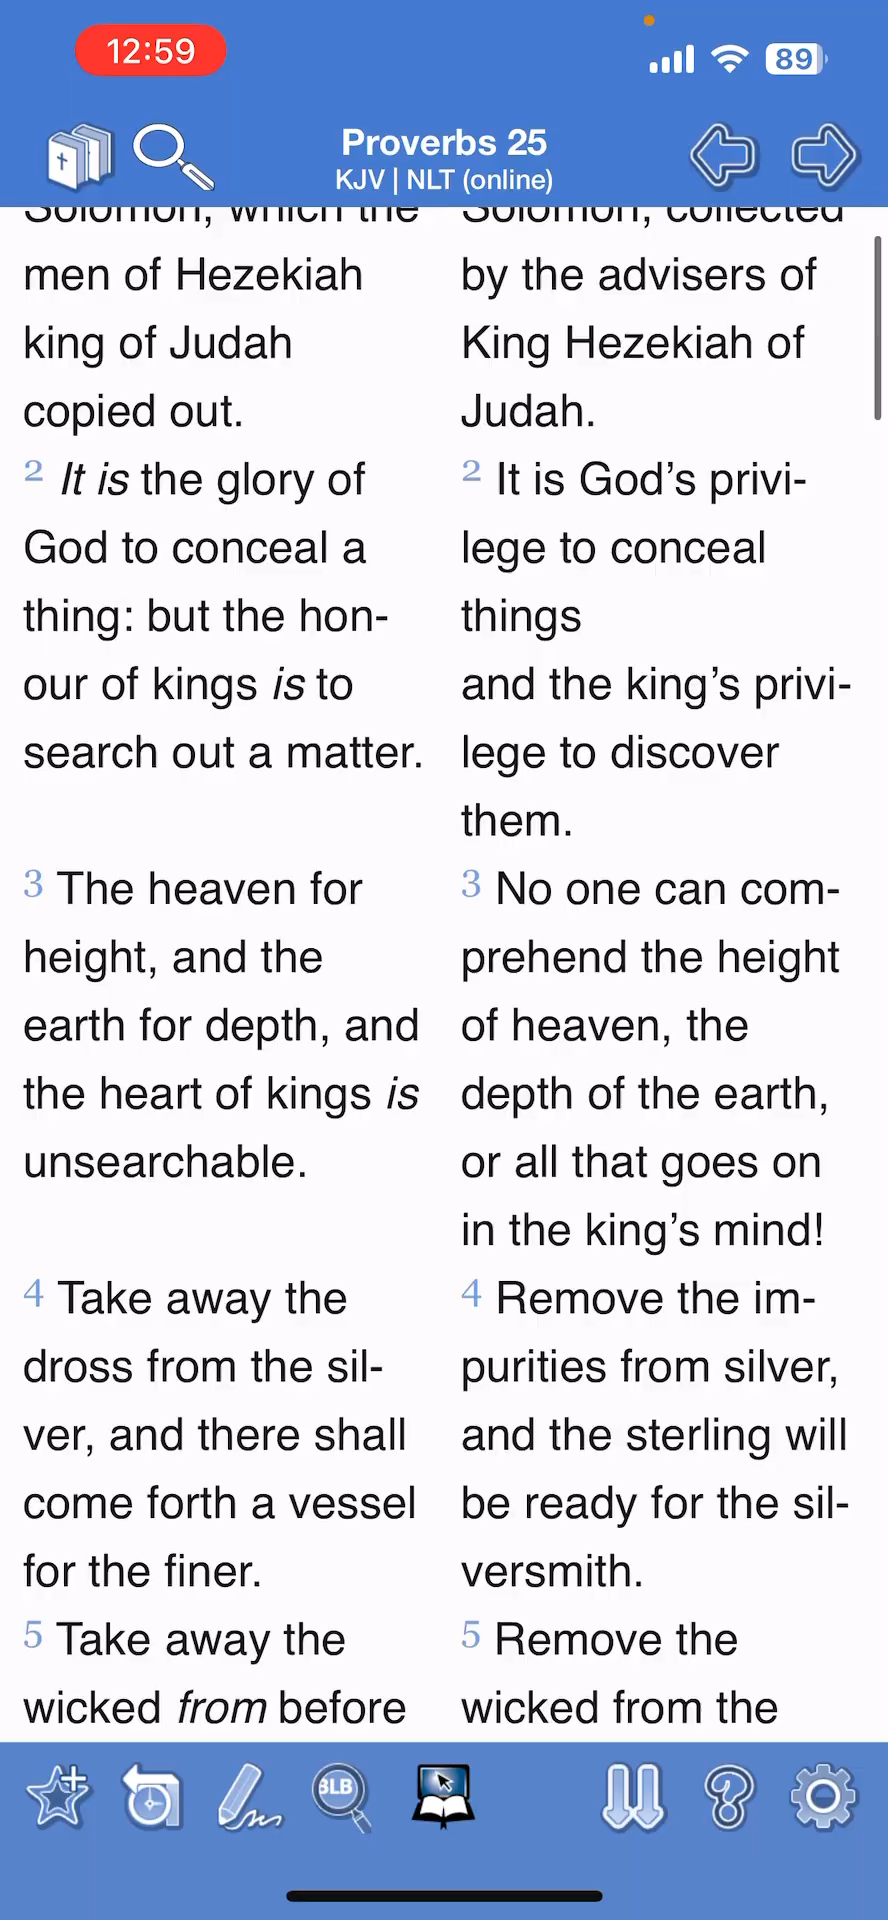 12:59
89
Proverbs 25
KJV | NLT (online)
Solomon, which the
men of Hezekiah
king of Judah
copied out.
2 It is the glory of
God to conceal a
thing: but the hon-
our of kings is to
search out a matter.
3 The heaven for
height, and the
earth for depth, and
the heart of kings is
unsearchable.
4 Take away the
dross from the sil-
ver, and there shall
come forth a vessel
for the finer.
5 Take away the
wicked from before
Solomon, collected
by the advisers of
King Hezekiah of
Judah.
2 It is God’s privi-
lege to conceal
things
and the king’s privi-
lege to discover
them.
3 No one can com-
prehend the height
of heaven, the
depth of the earth,
or all that goes on
in the king’s mind!
4 Remove the im-
purities from silver,
and the sterling will
be ready for the sil-
versmith.
5 Remove the
wicked from the
BLB